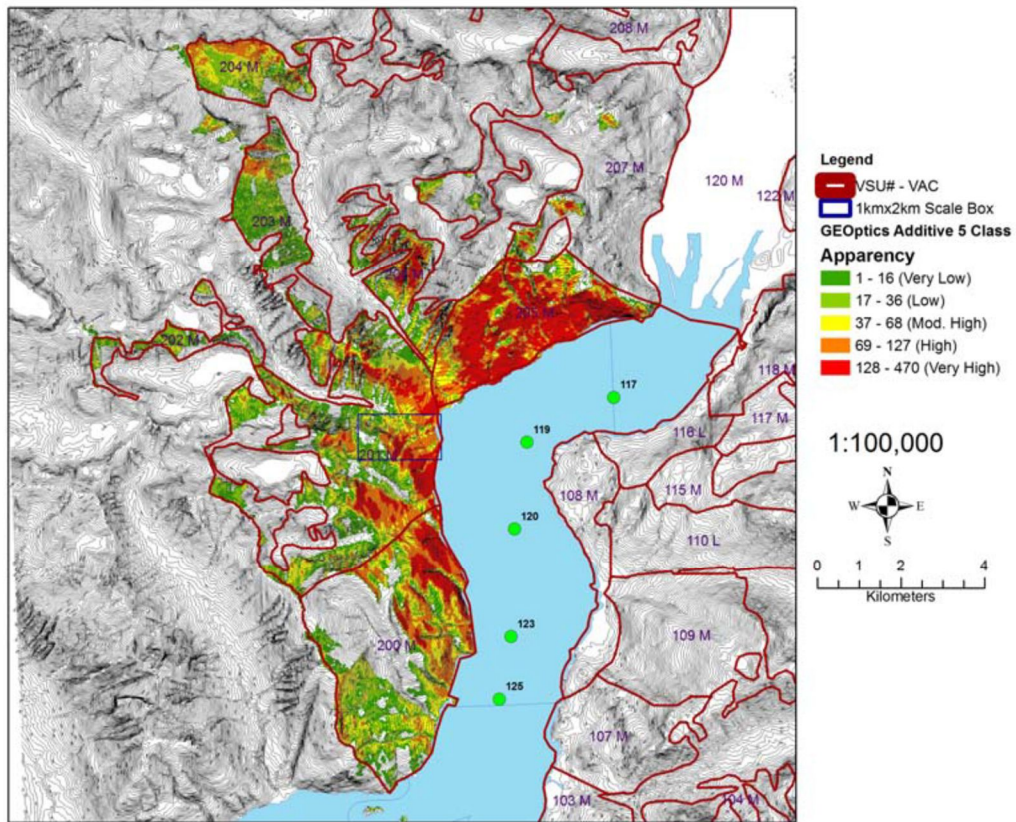 208 M
204 M
207 M
120 M
122 M
203 M
205 M
202 M
118 M
117
117 M
119
116 L
201
108 M
115 M
120
110 L
123
109 M
200 M
125
107 M
103 M
104 M
Legend
VSU# - VAC
1kmx2km Scale Box
GEOptics Additive 5 Class
Apparency
1 - 16 (Very Low)
17 - 36 (Low)
37 - 68 (Mod. High)
69 - 127 (High)
128 - 470 (Very High)
1:100,000
N
W E
S
0 1 2 4
Kilometers